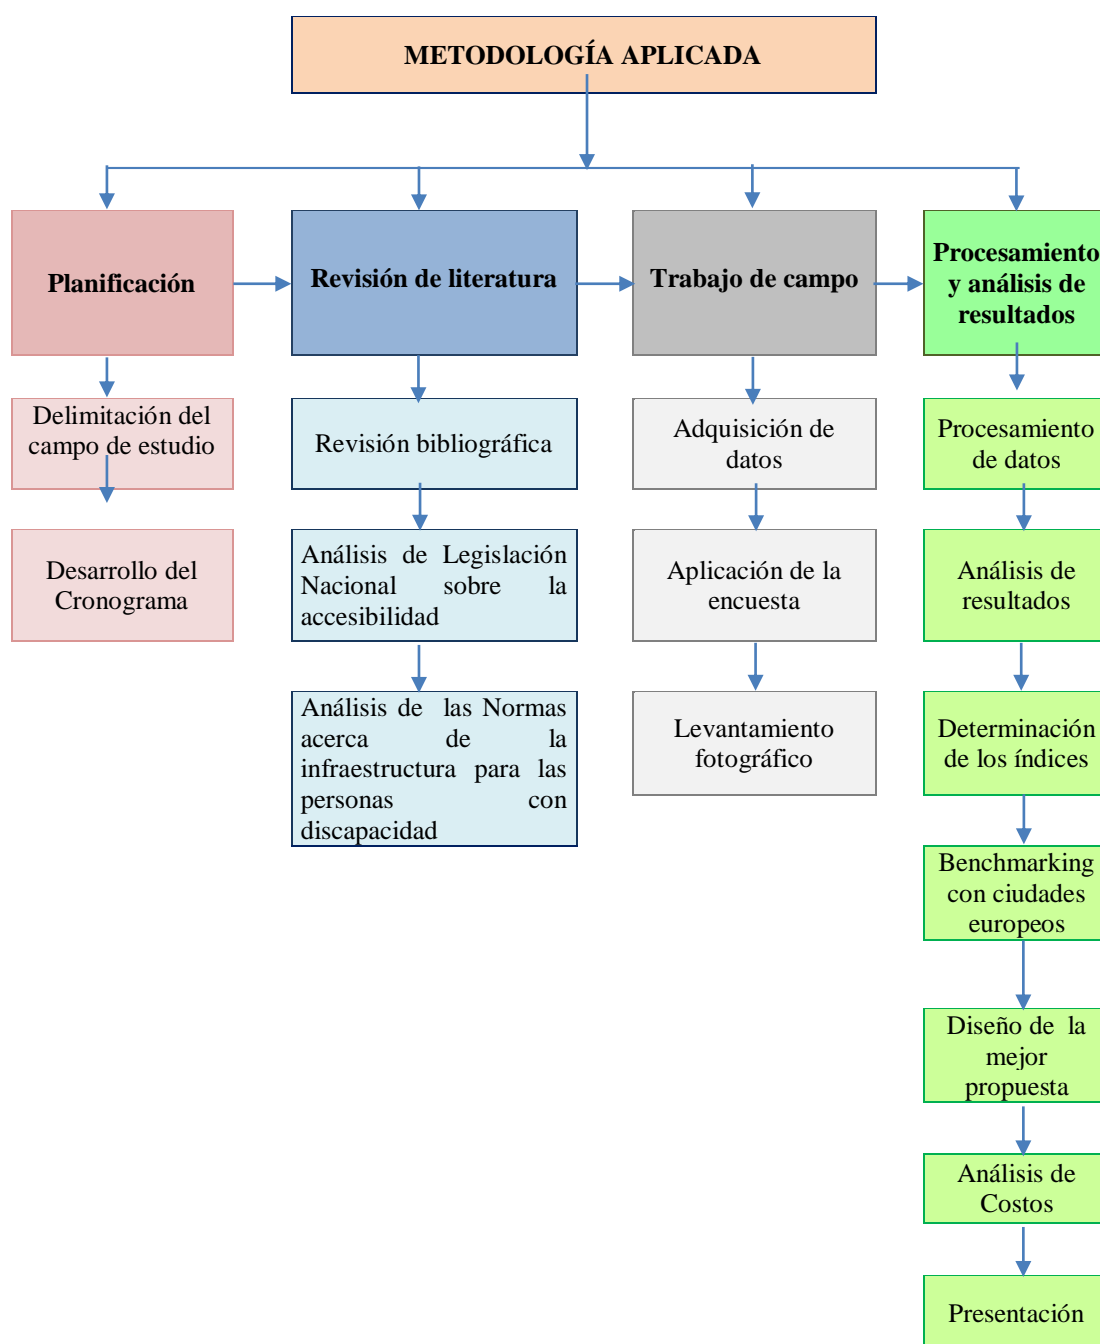 METODOLOGÍA APLICADA
Planificación
Revisión de literatura
Trabajo de campo
Procesamiento
y análisis de
resultados
Delimitación del
campo de estudio
Desarrollo del
Cronograma
Revisión bibliográfica
Análisis de Legislación
Nacional sobre la
accesibilidad
Análisis de las Normas
acerca de la
infraestructura para las
personas con
discapacidad
Adquisición de
datos
Aplicación de la
encuesta
Levantamiento
fotográfico
Procesamiento
de datos
Análisis de
resultados
Determinación
de los índices
Benchmarking
con ciudades
europeos
Diseño de la
mejor
propuesta
Análisis de
Costos
Presentación